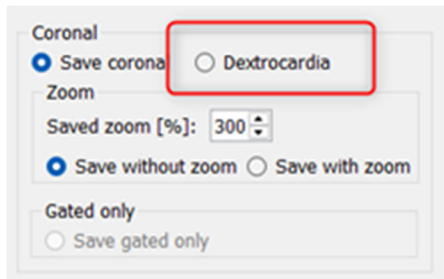 Coronal
Save corona Dextrocardia
Zoom
Saved zoom [%]: 300
Save without zoom Save with zoom
Gated only
Save gated only